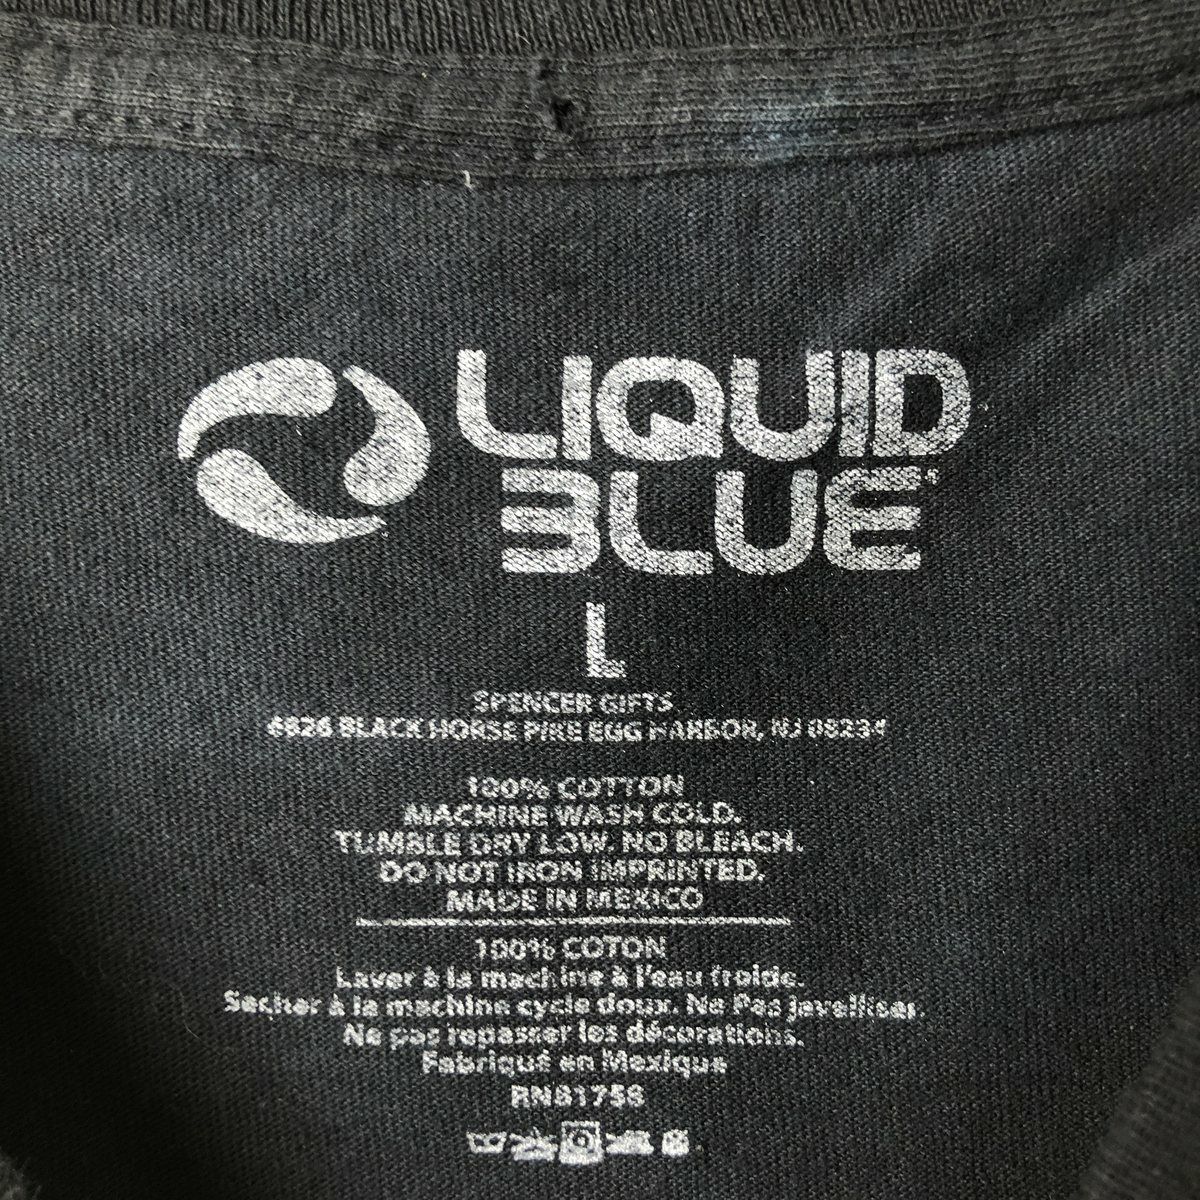 LIQUID
BLUE
L
SPENCER GIFTS
6826 BLACK HORSE PIKE EGG HARBOR, NJ 08234
100% COTTON
MACHINE WASH COLD.
TUMBLE DRY LOW. NO BLEACH.
DO NOT IRON IMPRINTED.
MADE IN MEXICO
100% COTON
Laver à la machine à l'eau froide.
Secher à la machine cycle doux. Ne Pas javelliser.
Ne pas repasser les décorations.
Fabriqué en Mexique
RN81758